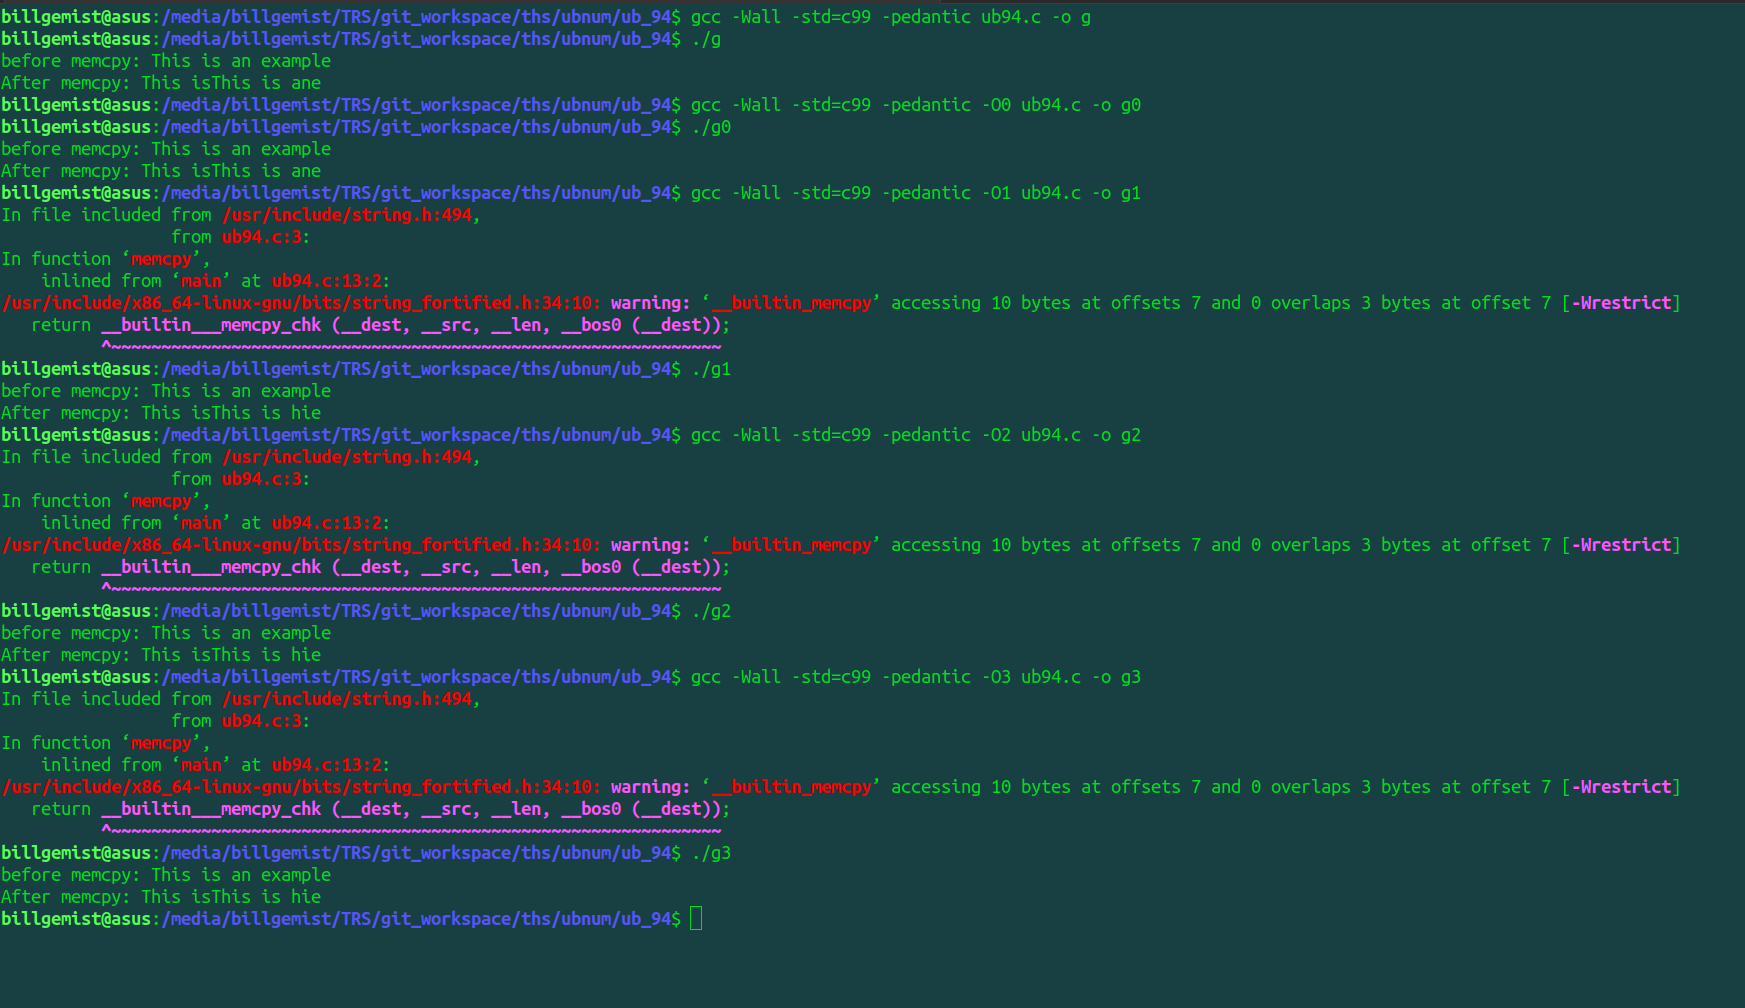 billgemist@asus:/media/billgemist/TRS/git_workspace/ths/ubnum/ub_94$ gcc -Wall -std=c99 -pedantic ub94.c -o g
billgemist@asus:/media/billgemist/TRS/git_workspace/ths/ubnum/ub_94$ ./g
before memcpy: This is an example
After memcpy: This isThis is ane
billgemist@asus:/media/billgemist/TRS/git_workspace/ths/ubnum/ub_94$ gcc -Wall -std=c99 -pedantic -O0 ub94.c -o g0
billgemist@asus:/media/billgemist/TRS/git_workspace/ths/ubnum/ub_94$ ./g0
before memcpy: This is an example
After memcpy: This isThis is ane
billgemist@asus:/media/billgemist/TRS/git_workspace/ths/ubnum/ub_94$ gcc -Wall -std=c99 -pedantic -O1 ub94.c -o g1
In file included from /usr/include/string.h:494,
                 from ub94.c:3:
In function ‘memcpy’,
    inlined from ‘main’ at ub94.c:13:2:
/usr/include/x86_64-linux-gnu/bits/string_fortified.h:34:10: warning: ‘__builtin_memcpy’ accessing 10 bytes at offsets 7 and 0 overlaps 3 bytes at offset 7 [-Wrestrict]
   return __builtin___memcpy_chk (__dest, __src, __len, __bos0 (__dest));
          ^~~~~~~~~~~~~~~~~~~~~~~~~~~~~~~~~~~~~~~~~~~~~~~~~~~~~~~~~~~~~~
billgemist@asus:/media/billgemist/TRS/git_workspace/ths/ubnum/ub_94$ ./g1
before memcpy: This is an example
After memcpy: This isThis is hie
billgemist@asus:/media/billgemist/TRS/git_workspace/ths/ubnum/ub_94$ gcc -Wall -std=c99 -pedantic -O2 ub94.c -o g2
In file included from /usr/include/string.h:494,
                 from ub94.c:3:
In function ‘memcpy’,
    inlined from ‘main’ at ub94.c:13:2:
/usr/include/x86_64-linux-gnu/bits/string_fortified.h:34:10: warning: ‘__builtin_memcpy’ accessing 10 bytes at offsets 7 and 0 overlaps 3 bytes at offset 7 [-Wrestrict]
   return __builtin___memcpy_chk (__dest, __src, __len, __bos0 (__dest));
          ^~~~~~~~~~~~~~~~~~~~~~~~~~~~~~~~~~~~~~~~~~~~~~~~~~~~~~~~~~~~~~
billgemist@asus:/media/billgemist/TRS/git_workspace/ths/ubnum/ub_94$ ./g2
before memcpy: This is an example
After memcpy: This isThis is hie
billgemist@asus:/media/billgemist/TRS/git_workspace/ths/ubnum/ub_94$ gcc -Wall -std=c99 -pedantic -O3 ub94.c -o g3
In file included from /usr/include/string.h:494,
                 from ub94.c:3:
In function ‘memcpy’,
    inlined from ‘main’ at ub94.c:13:2:
/usr/include/x86_64-linux-gnu/bits/string_fortified.h:34:10: warning: ‘__builtin_memcpy’ accessing 10 bytes at offsets 7 and 0 overlaps 3 bytes at offset 7 [-Wrestrict]
   return __builtin___memcpy_chk (__dest, __src, __len, __bos0 (__dest));
          ^~~~~~~~~~~~~~~~~~~~~~~~~~~~~~~~~~~~~~~~~~~~~~~~~~~~~~~~~~~~~~
billgemist@asus:/media/billgemist/TRS/git_workspace/ths/ubnum/ub_94$ ./g3
before memcpy: This is an example
After memcpy: This isThis is hie
billgemist@asus:/media/billgemist/TRS/git_workspace/ths/ubnum/ub_94$